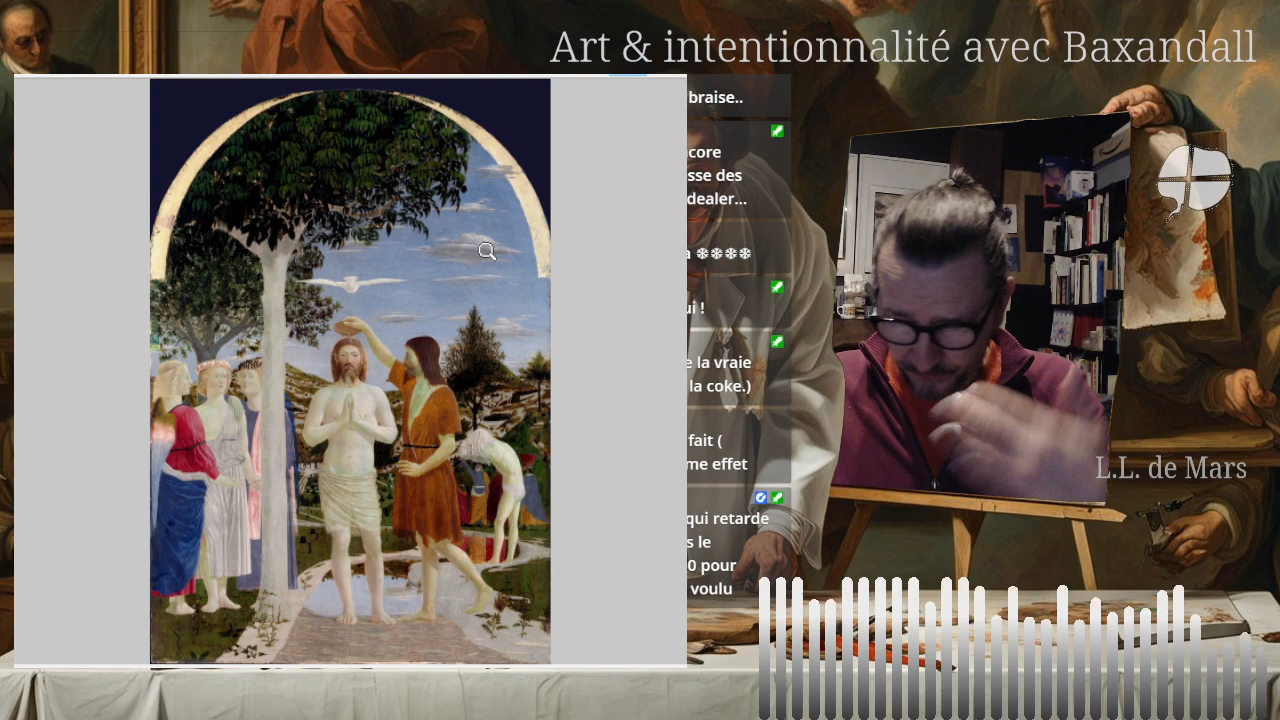 Art & intentionnalité avec Baxandall
braise..
core
sse des
dealer...
a ❄❄❄❄
ui !
e la vraie
la coke.)
fait (
me effet
qui retarde
s le
0 pour
voulu
L.L. de Mars